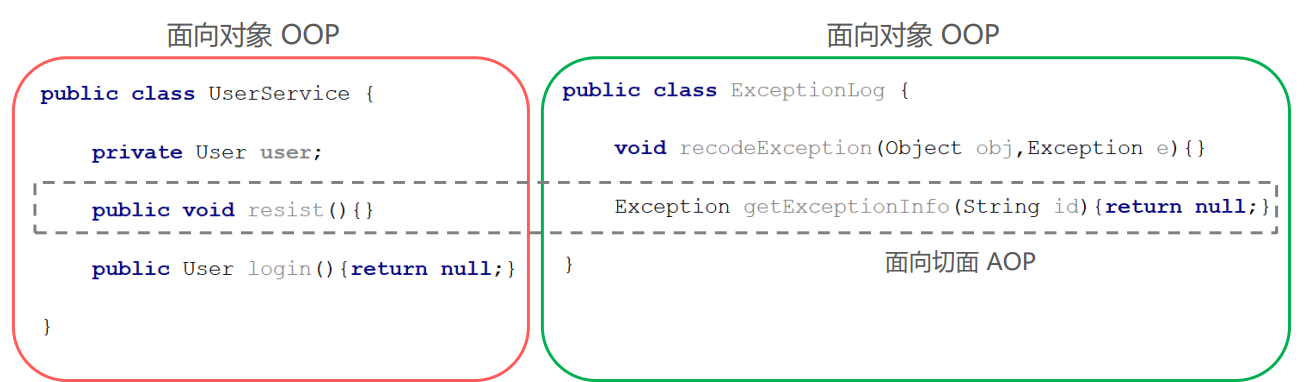 面向对象 OOP
public class UserService {
private User user;
public void resist(){}
public User login(){return null;}
}
面向对象 OOP
public class ExceptionLog {
void recodeException(Object obj,Exception e){}
Exception getExceptionInfo(String id){return null;}
面向切面 AOP
}